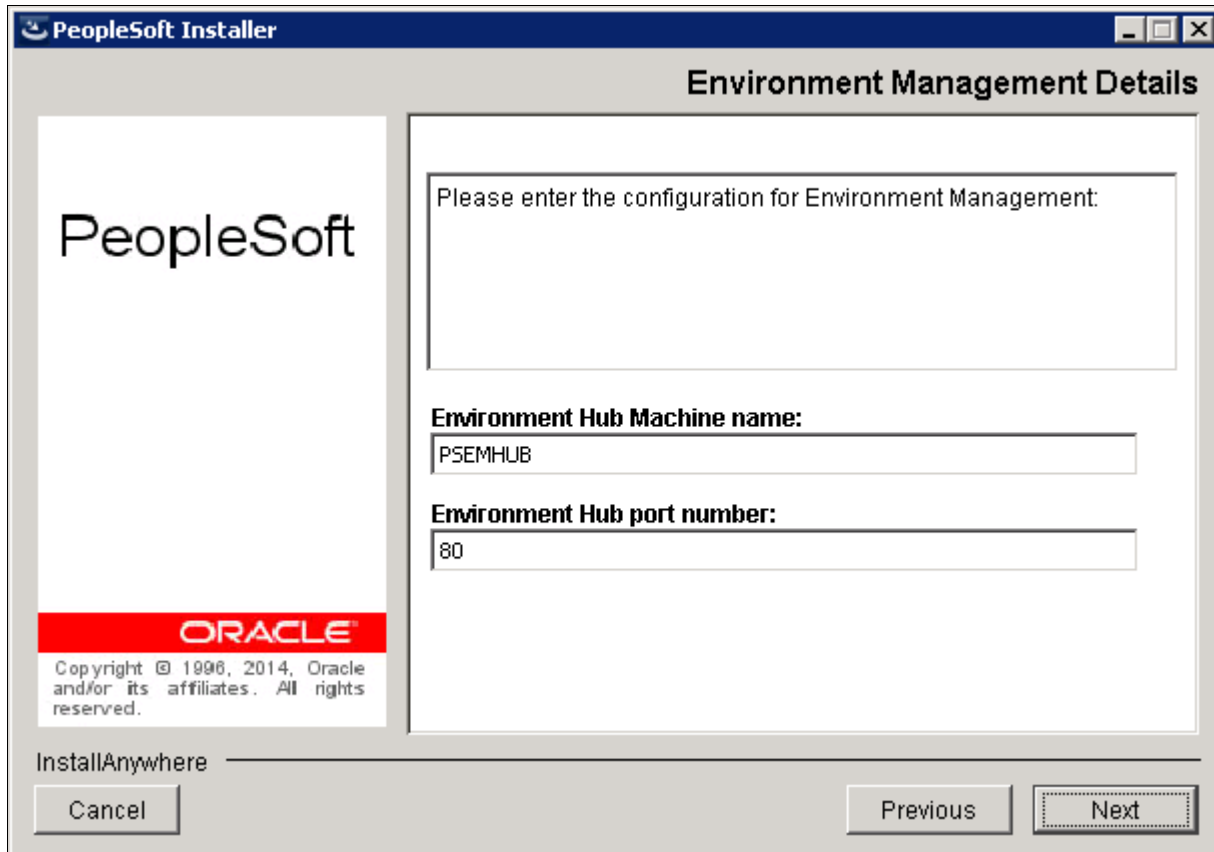 PeopleSoft Installer
Environment Management Details
PeopleSoft
Please enter the configuration for Environment Management:
Environment Hub Machine name:
PSEMHUB
Environment Hub port number:
80
ORACLE
Copyright © 1996, 2014, Oracle
and/or its affiliates. All rights
reserved.
InstallAnywhere
Cancel
Previous
Next